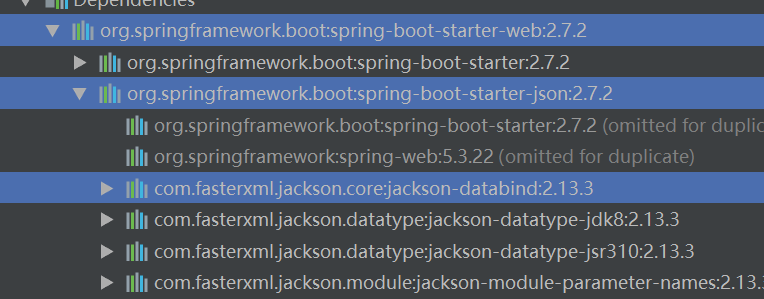 Dependencies
org.springframework.boot:spring-boot-starter-web:2.7.2
org.springframework.boot:spring-boot-starter:2.7.2
org.springframework.boot:spring-boot-starter-json:2.7.2
org.springframework.boot:spring-boot-starter:2.7.2 (omitted for duplic
org.springframework:spring-web:5.3.22 (omitted for duplicate)
com.fasterxml.jackson.core:jackson-databind:2.13.3
com.fasterxml.jackson.datatype:jackson-datatype-jdk8:2.13.3
com.fasterxml.jackson.datatype:jackson-datatype-jsr310:2.13.3
com.fasterxml.jackson.module:jackson-module-parameter-names:2.13.3